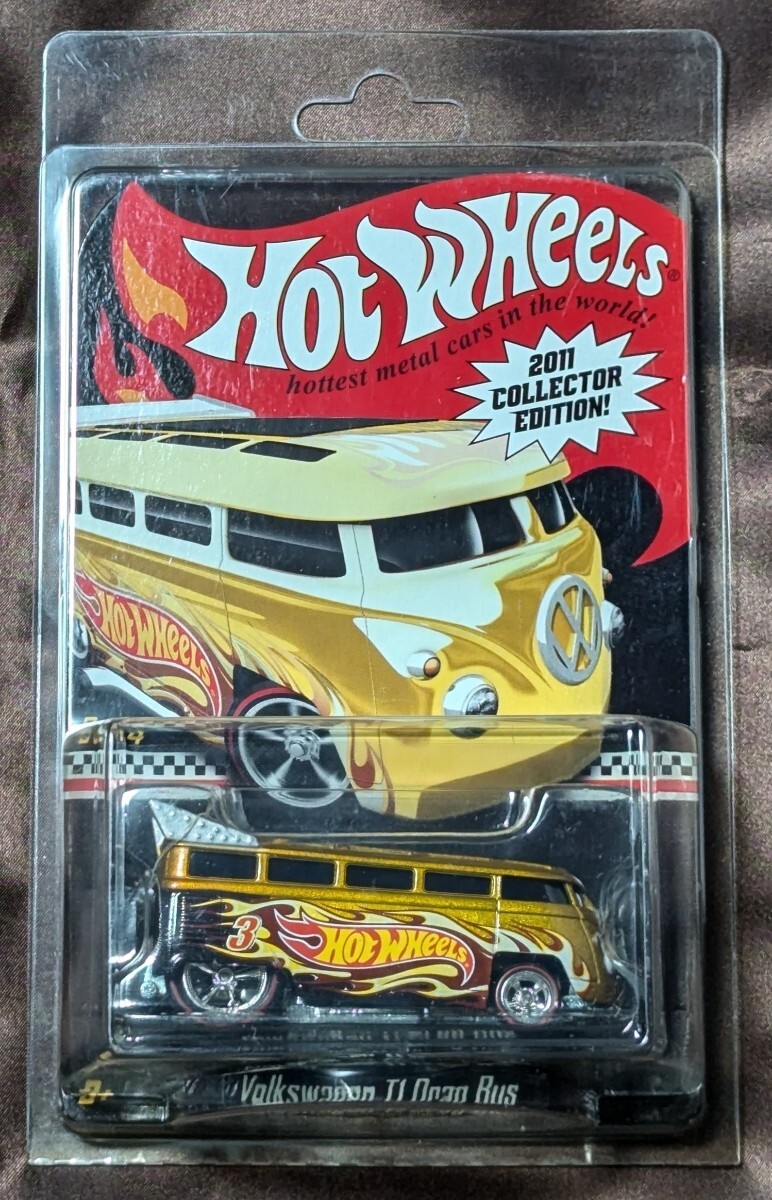 HOT WHEELS®
hottest metal cars in the world!
2011
COLLECTOR
EDITION!
HOT WHEELS
3
HOT WHEELS
3+
Volkswagen T1 Drag Bus